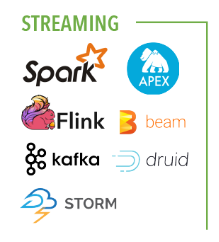 STREAMING
Spark
APEX
Flink
beam
kafka
druid
STORM